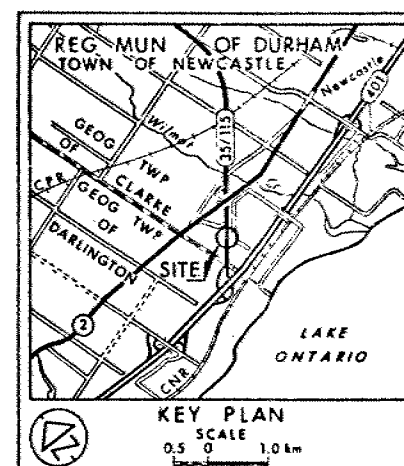 REG MUN OF DURHAM
TOWN OF NEWCASTLE
Newcastle
401
35/115
Wilmot
Cr
GEOG TWP
OF CLARKE
CPR
GEOG TWP
OF
DARLINGTON
SITE
2
LAKE
ONTARIO
CNR
KEY PLAN
SCALE
0.5 0 1.0 km